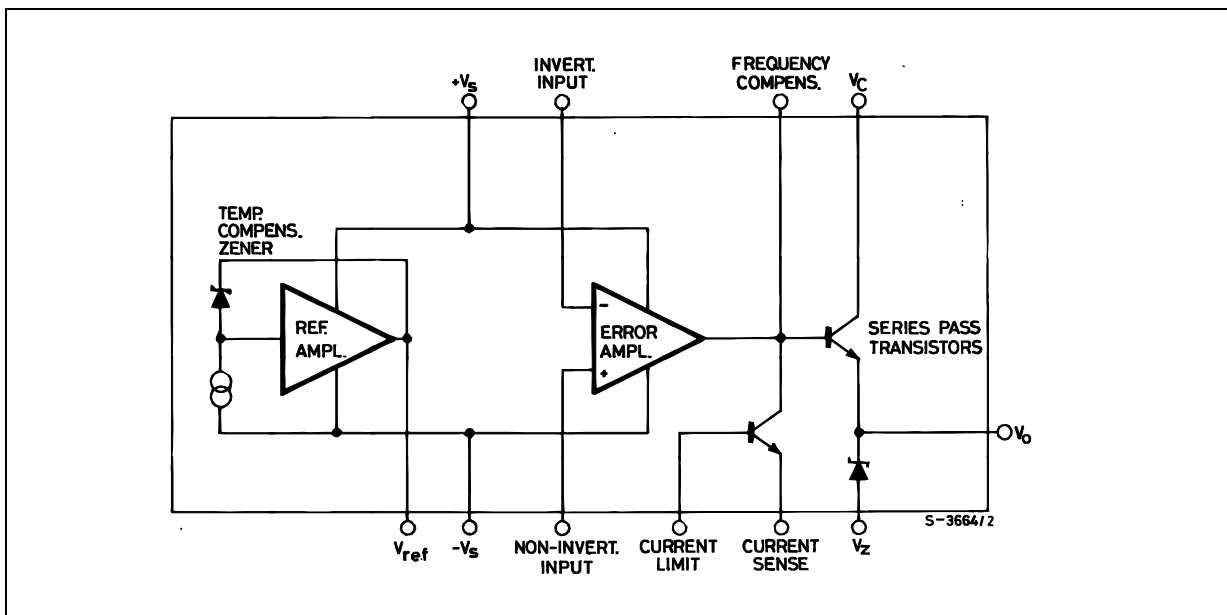 INVERT.
INPUT
FREQUENCY
COMPENS.
+Vs
VC
TEMP.
COMPENS.
ZENER
REF.
AMPL.
-
ERROR
AMPL.
+
SERIES PASS
TRANSISTORS
Vo
S-3664/2
Vref
-Vs
NON-INVERT.
INPUT
CURRENT
LIMIT
CURRENT
SENSE
VZ